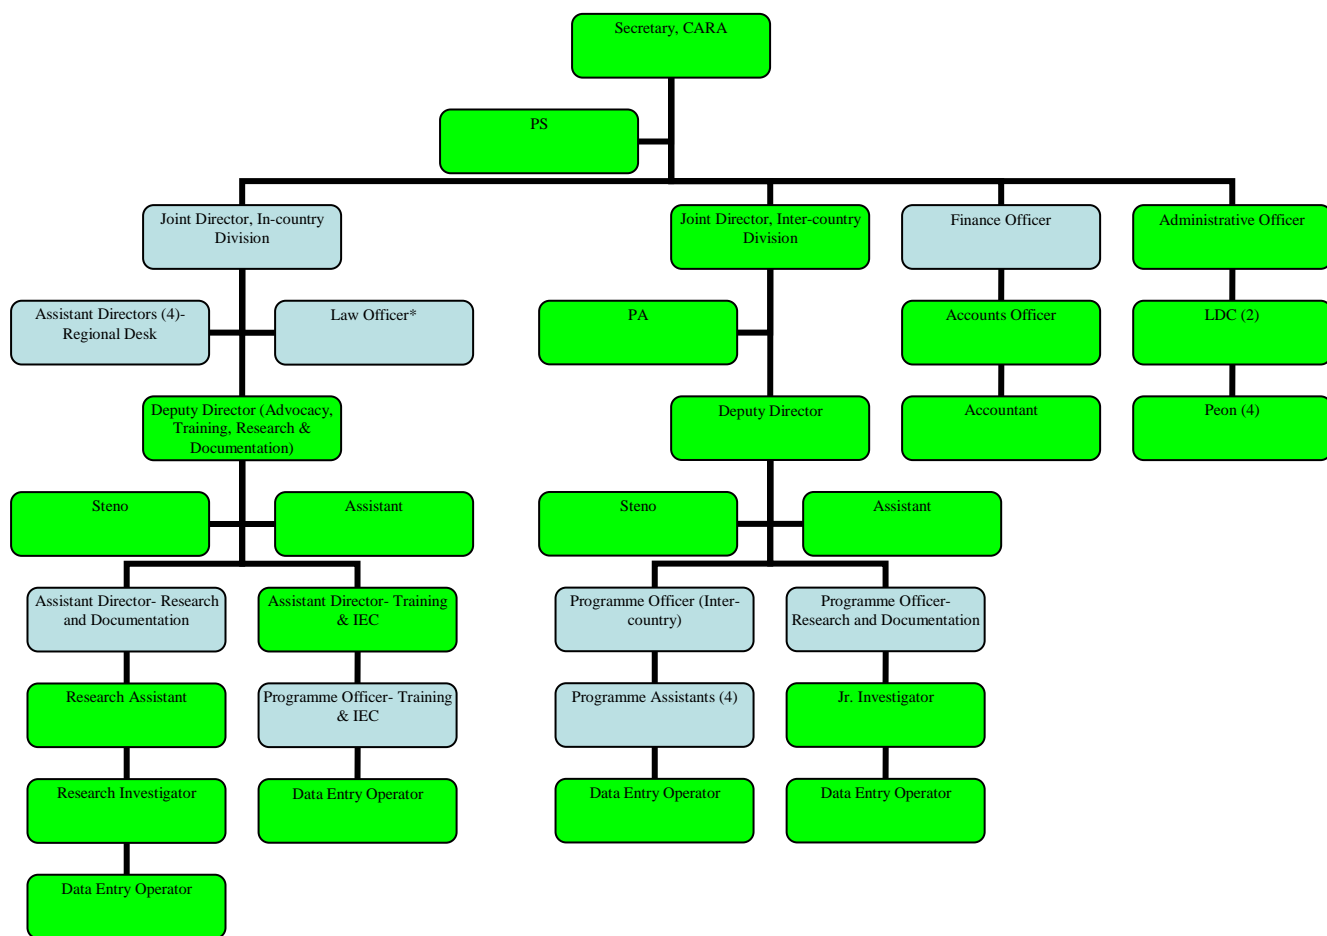 Secretary, CARA
PS
Joint Director, In-country
Division
Joint Director, Inter-country
Division
Finance Officer
Administrative Officer
Assistant Directors (4)-
Regional Desk
Law Officer*
PA
Accounts Officer
LDC (2)
Deputy Director (Advocacy,
Training, Research &
Documentation)
Deputy Director
Accountant
Peon (4)
Steno
Assistant
Steno
Assistant
Assistant Director- Research
and Documentation
Assistant Director- Training
& IEC
Programme Officer (Inter-
country)
Programme Officer-
Research and Documentation
Research Assistant
Programme Officer- Training
& IEC
Programme Assistants (4)
Jr. Investigator
Research Investigator
Data Entry Operator
Data Entry Operator
Data Entry Operator
Data Entry Operator